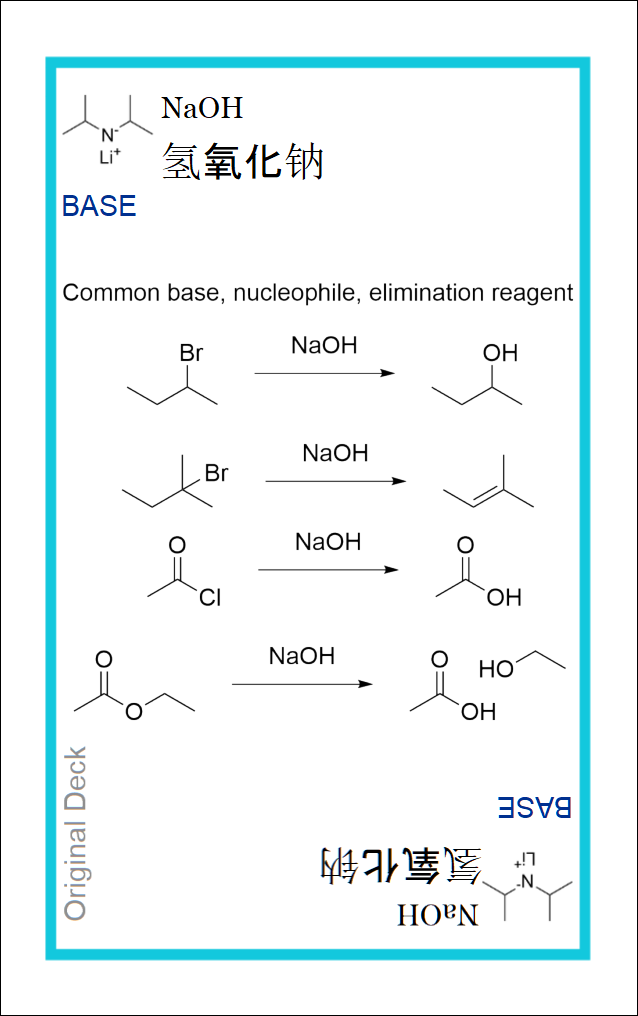 N-
Li+
NaOH
氢氧化钠
BASE
Common base, nucleophile, elimination reagent
Br
NaOH
OH
Br
NaOH
O
Cl
NaOH
O
OH
O
O
NaOH
O
OH
HO
Original Deck
BASE
氢氧化钠
NaOH
Li+
N-